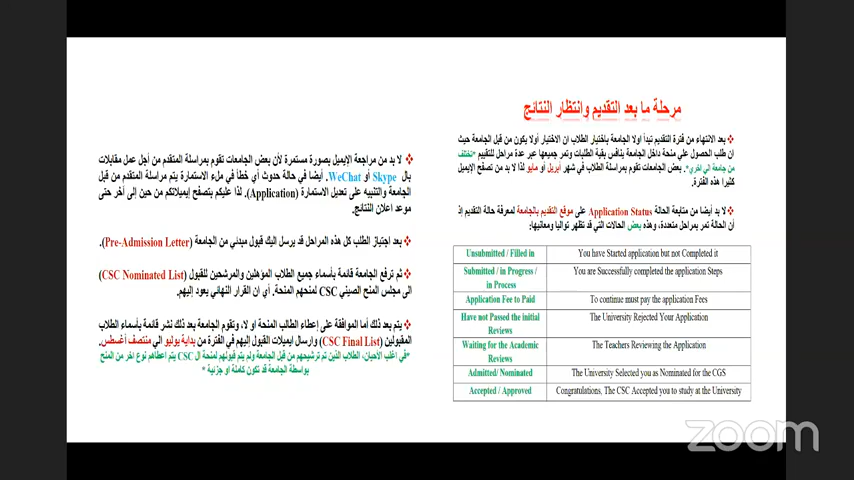 مرحلة ما بعد التقديم وانتظار النتائج
❖ بعد الانتهاء من فترة التقديم تبدأ اولا الجامعة باختيار الطلاب ان الاختيار أولا يكون من قبل الجامعة حيث
ان طلب الحصول علي منحة داخل الجامعة ينافس بقية الطلبات وتمر جميعها عبر عدة مراحل للتقييم *تختلف
من جامعة الي اخري*. بعض الجامعات تقوم بمراسلة الطلاب في شهر أبريل أو مايو لذا لا بد من تصفح الإيميل
كثيرا هذه الفترة.
❖ لا بد أيضا من متابعة الحالة Application Status على موقع التقديم بالجامعة لمعرفة حالة التقديم إذ
أن الحالة تمر بمراحل متعددة، وهذه بعض الحالات التي قد تظهر تواليا ومعانيها:
Unsubmitted / Filled in You have Started application but not Completed it
Submitted / in Progress / in Process You are Successfully completed the application Steps
Application Fee to Paid To continue must pay the application Fees
Have not Passed the initial Reviews The University Rejected Your Application
Waiting for the Academic Reviews The Teachers Reviewing the Application
Admitted/ Nominated The University Selected you as Nominated for the CGS
Accepted / Approved Congratulations, The CSC Accepted you to study at the University
❖ لا بد من مراجعة الإيميل بصورة مستمرة لأن بعض الجامعات تقوم بمراسلة المتقدم من أجل عمل مقابلات
بال Skype أو WeChat. أيضا في حالة حدوث أي خطأ في ملء الاستمارة يتم مراسلة المتقدم من قبل
الجامعة والتنبيه على تعديل الاستمارة (Application). لذا عليكم بتصفح إيميلاتكم من حين إلى أخر حتى
موعد اعلان النتائج.
❖ بعد اجتياز الطلب كل هذه المراحل قد يرسل اليك قبول مبدئي من الجامعة (Pre-Admission Letter).
❖ ثم ترفع الجامعة قائمة بأسماء جميع الطلاب المؤهلين والمرشحين للقبول (CSC Nominated List)
الى مجلس المنح الصيني CSC لمنحهم المنحة. أي ان القرار النهائي يعود إليهم.
❖ يتم بعد ذلك أما الموافقة على إعطاء الطالب المنحة او لا، وتقوم الجامعة بعد ذلك نشر قائمة بأسماء الطلاب
المقبولين (CSC Final List) وارسال ايميلات القبول إليهم في الفترة من بداية يوليو الي منتصف أغسطس.
*في اغلب الأحيان، الطلاب الذين تم ترشيحهم من قبل الجامعة ولم يتم قبولهم لمنحة ال CSC يتم اعطاهم نوع اخر من المنح
بواسطة الجامعة قد تكون كاملة او جزئية *
zoom